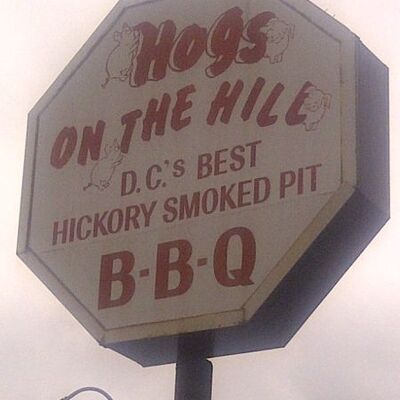 Hogs
ON THE HILL
D.C.'s BEST
HICKORY SMOKED PIT
B-B-Q